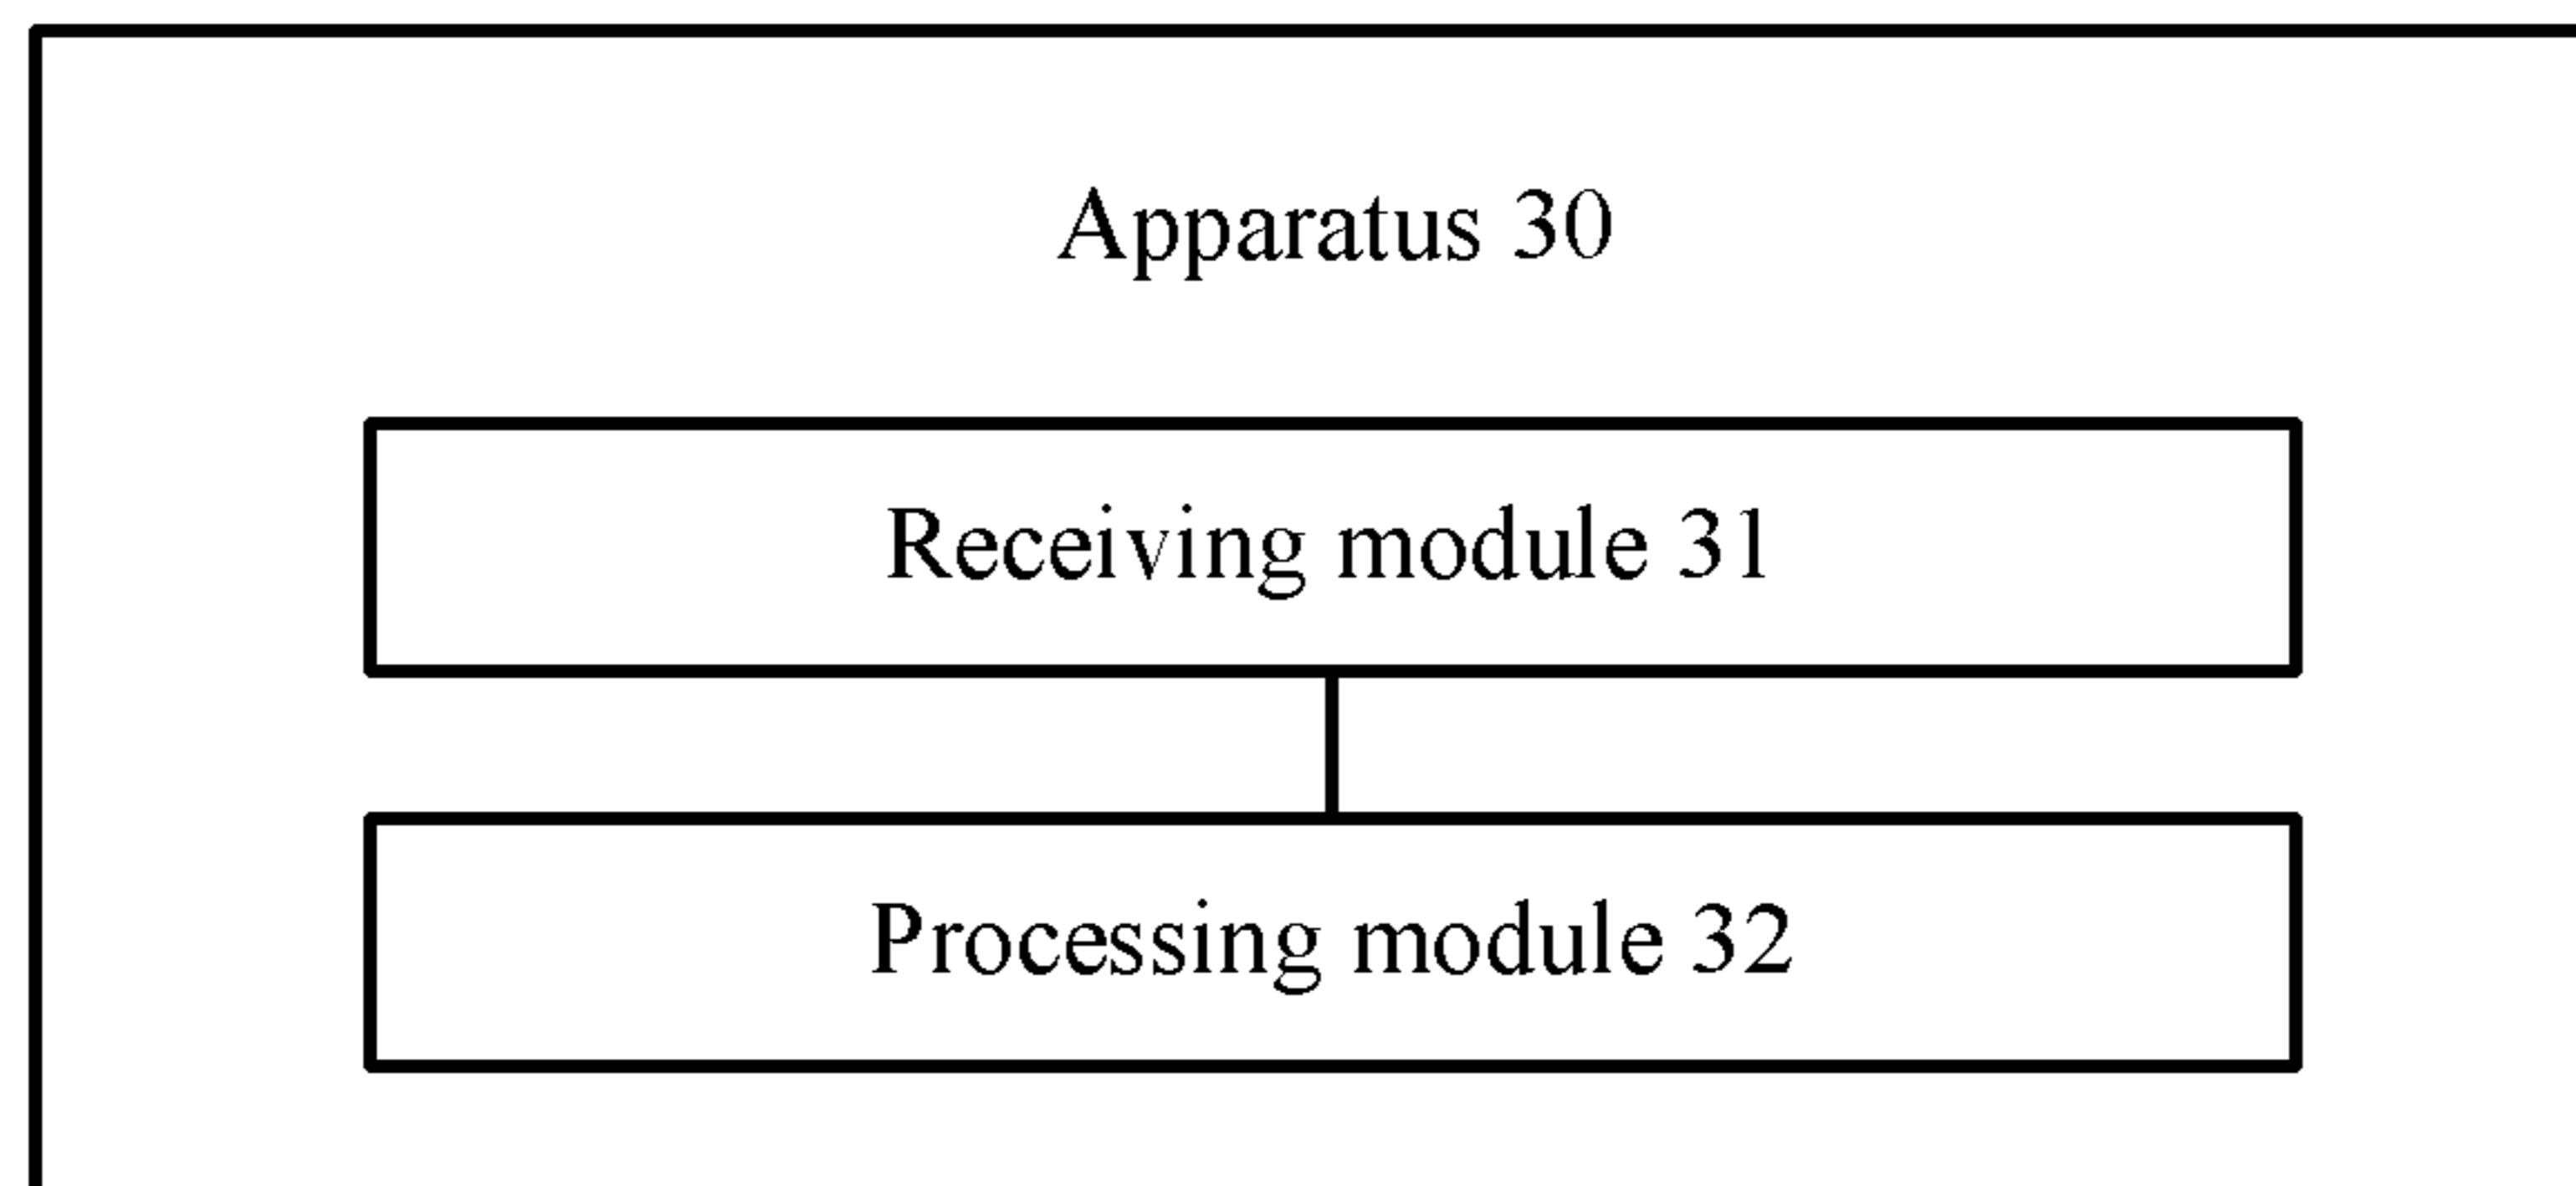 Apparatus 30
Receiving module 31
Processing module 32